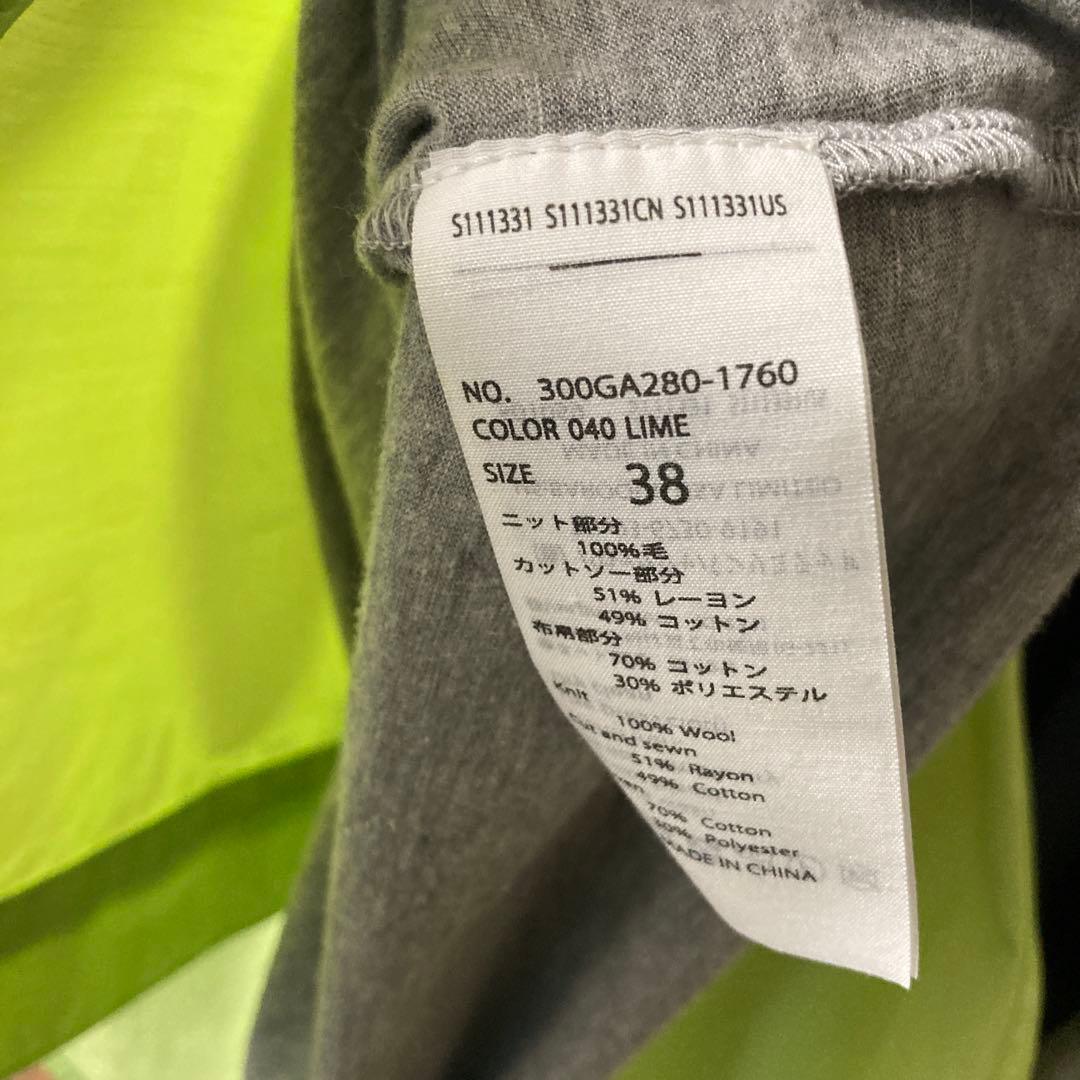 S111331 S111331CN S111331US
NO. 300GA280-1760
COLOR 040 LIME
SIZE 38
ニット部分
100%毛
カットソー部分
51% レーヨン
49% コットン
布帛部分
70% コットン
30% ポリエステル
Knit
100% Wool
Cut and sewn
51% Rayon
49% Cotton
70% Cotton
30% Polyester
MADE IN CHINA